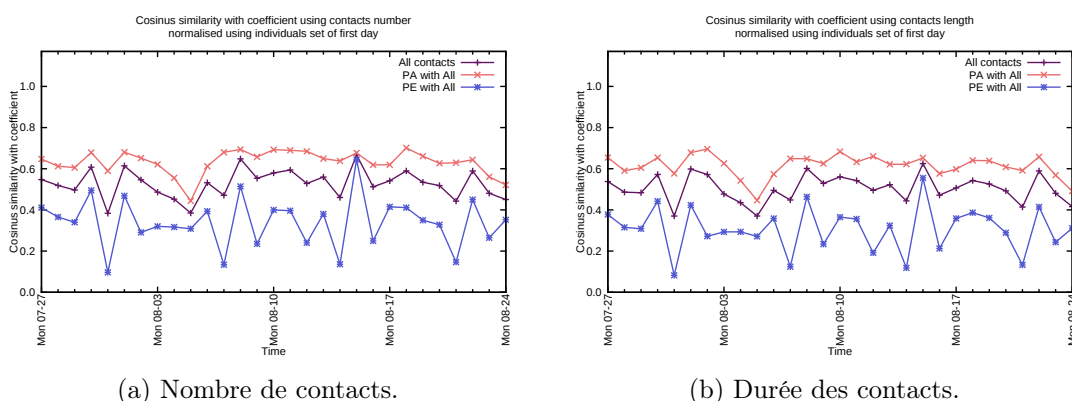 Cosinus similarity with coefficient using contacts number
normalised using individuals set of first day
All contacts
PA with All
PE with All
1.0
0.8
0.6
0.4
0.2
0.0
Cosinus similarity with coefficient
Mon 07-27
Mon 08-03
Mon 08-10
Mon 08-17
Mon 08-24
Time
(a) Nombre de contacts.
Cosinus similarity with coefficient using contacts length
normalised using individuals set of first day
All contacts
PA with All
PE with All
1.0
0.8
0.6
0.4
0.2
0.0
Cosinus similarity with coefficient
Mon 07-27
Mon 08-03
Mon 08-10
Mon 08-17
Mon 08-24
Time
(b) Durée des contacts.